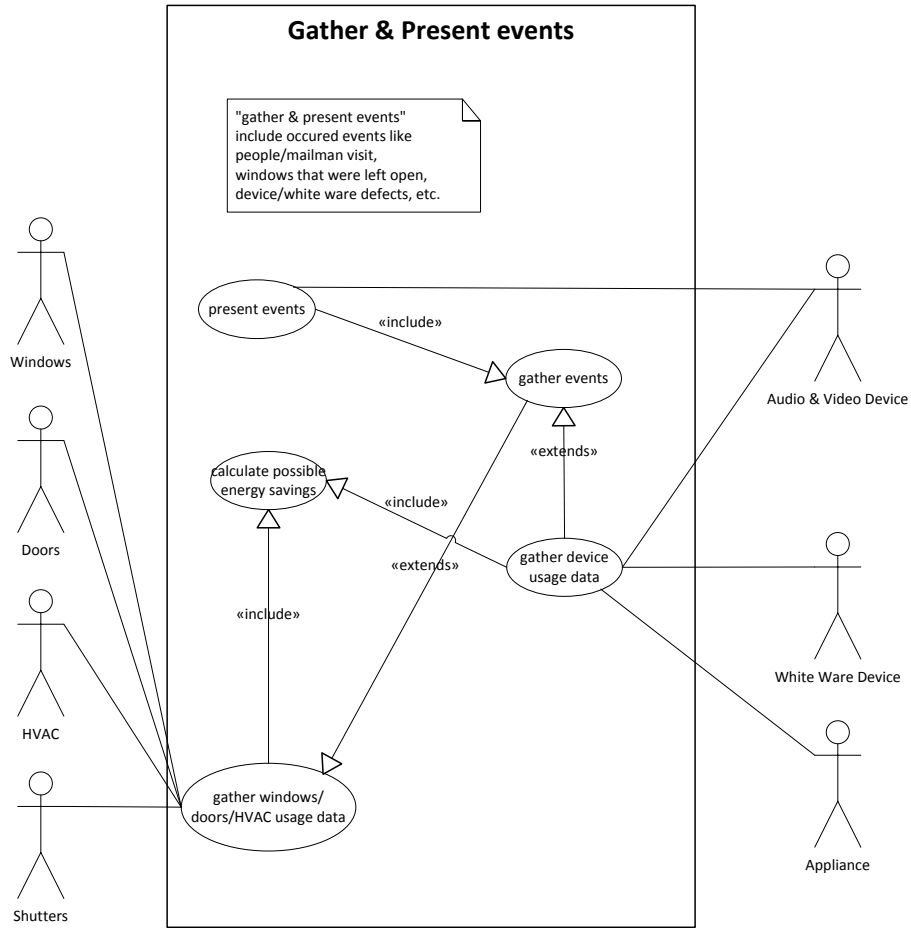 Gather & Present events
"gather & present events"
include occured events like
people/mailman visit,
windows that were left open,
device/white ware defects, etc.
present events
«include»
gather events
Windows
Audio & Video Device
calculate possible
energy savings
«extends»
«include»
Doors
gather device
usage data
«extends»
«include»
White Ware Device
HVAC
gather windows/
doors/HVAC usage data
Appliance
Shutters